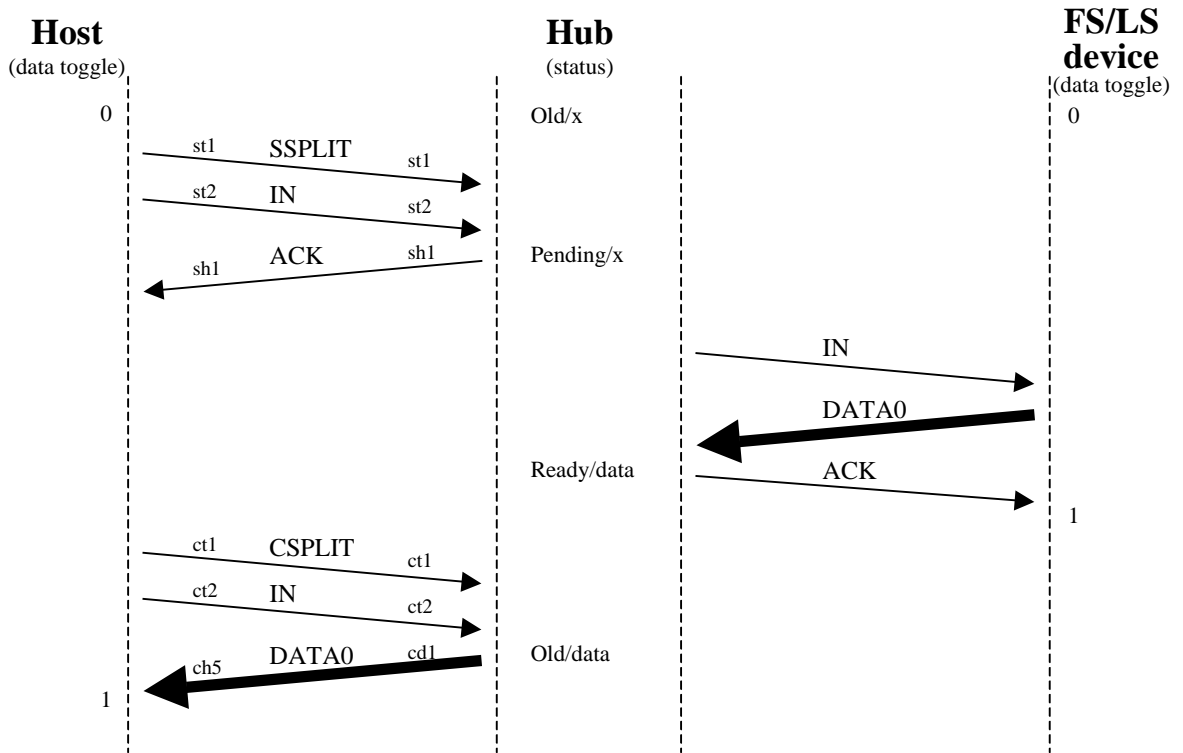 Host
(data toggle)
Hub
(status)
FS/LS
device
(data toggle)
0
Old/x
0
st1 SSPLIT st1
st2 IN st2
sh1 ACK sh1
Pending/x
IN
DATA0
Ready/data
ACK
1
ct1 CSPLIT ct1
ct2 IN ct2
ch5 DATA0 cd1
Old/data
1